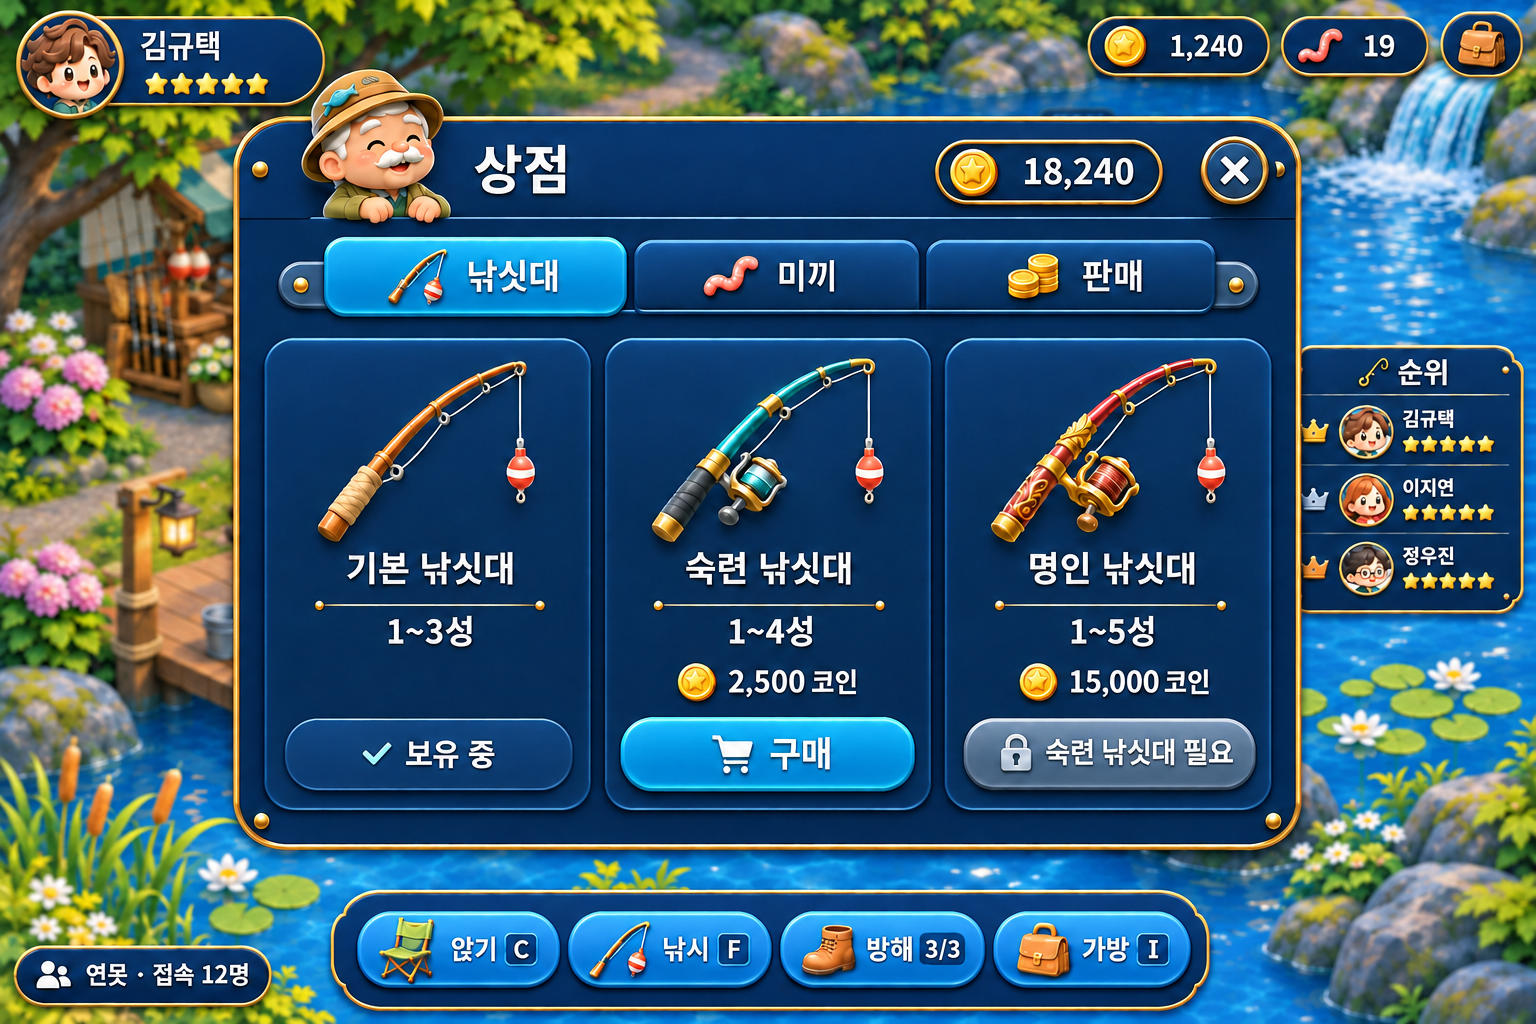 김규택
1,240
19
상점
18,240
낚싯대
미끼
판매
기본 낚싯대
1~3성
보유 중
숙련 낚싯대
1~4성
2,500 코인
구매
명인 낚싯대
1~5성
15,000 코인
숙련 낚싯대 필요
순위
김규택
이지연
정우진
앉기 C
낚시 F
방해 3/3
가방 I
연못 · 접속 12명